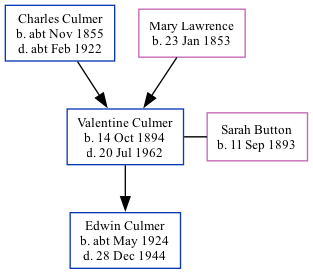 Charles Culmer
b. abt Nov 1855
d. abt Feb 1922
Mary Lawrence
b. 23 Jan 1853
Valentine Culmer
b. 14 Oct 1894
d. 20 Jul 1962
Sarah Button
b. 11 Sep 1893
Edwin Culmer
b. abt May 1924
d. 28 Dec 1944